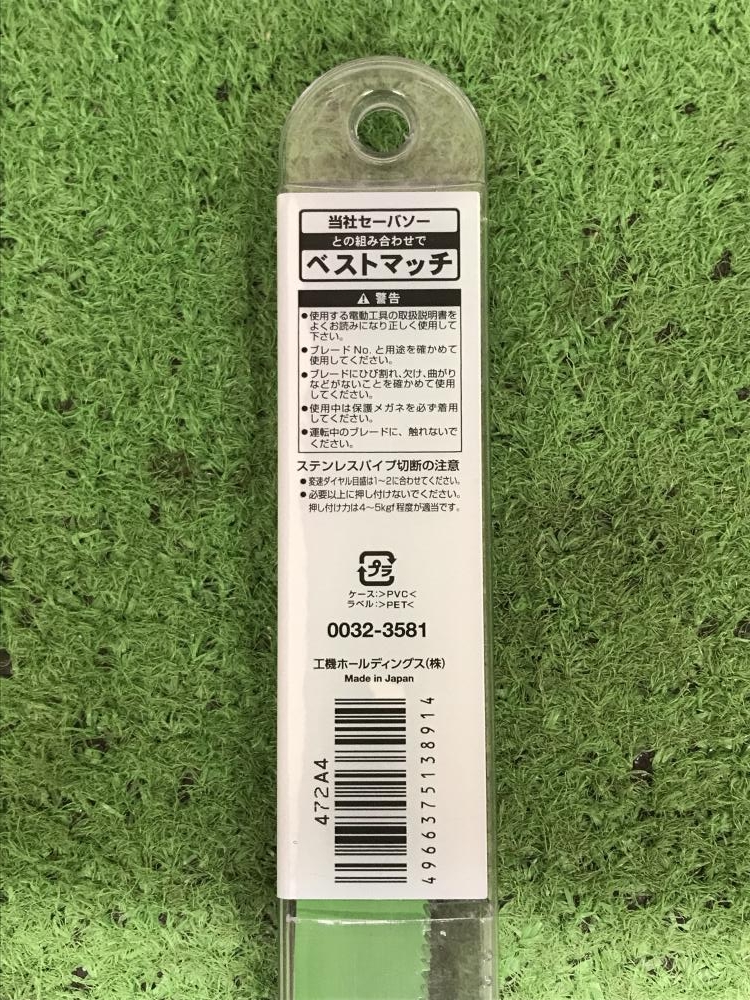 当社セーバソー
との組み合わせで
ベストマッチ
⚠警告
●使用する電動工具の取扱説明書を
よくお読みになり正しく使用して
下さい。
●ブレードNo.と用途を確かめて
使用してください。
●ブレードにひび割れ、欠け、曲がり
などがないことを確かめて使用
してください。
●使用中は保護メガネを必ず着用
してください。
●運転中のブレードに、触れないで
ください。
ステンレスパイプ切断の注意
●変速ダイヤル目盛は1〜2に合わせてください。
●必要以上に押し付けないでください。
押し付け力は4〜5kgf程度が適当です。
プラ
ケース:>PVC<
ラベル:>PET<
0032-3581
工機ホールディングス(株)
Made in Japan
472A4
4966375138914